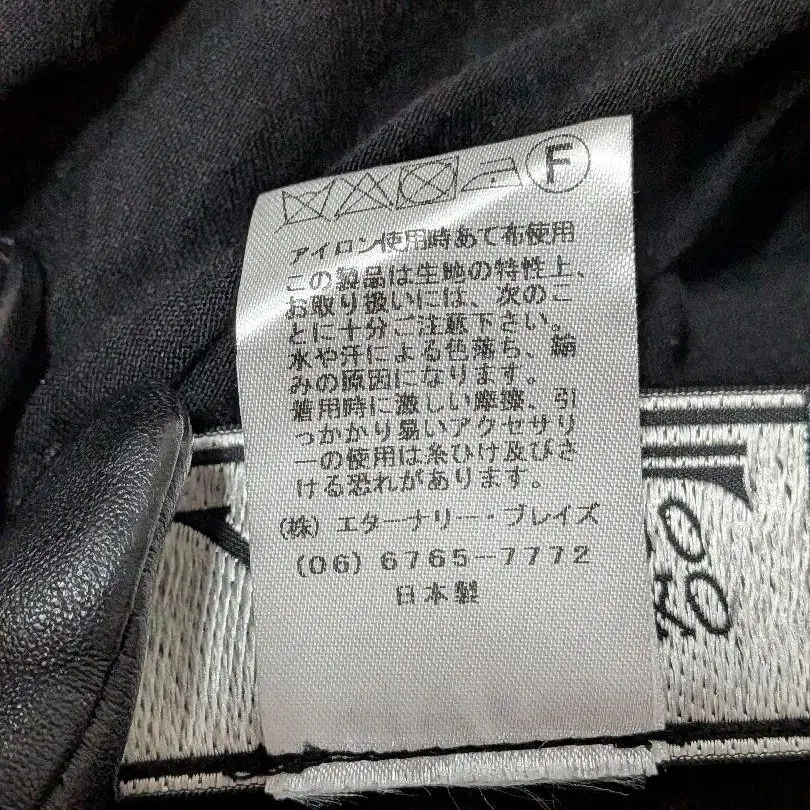 F
アイロン使用時あて布使用
この製品は生地の特性上、
お取り扱いには、次のこ
とに十分ご注意下さい。
水や汗による色落ち、縮
みの原因になります。
着用時に激しい摩擦、引
っかかり易いアクセサリ
ーの使用は糸ひけ及びさ
ける恐れがあります。
(株) エターナリー・ブレイズ
(06) 6765-7772
日本製